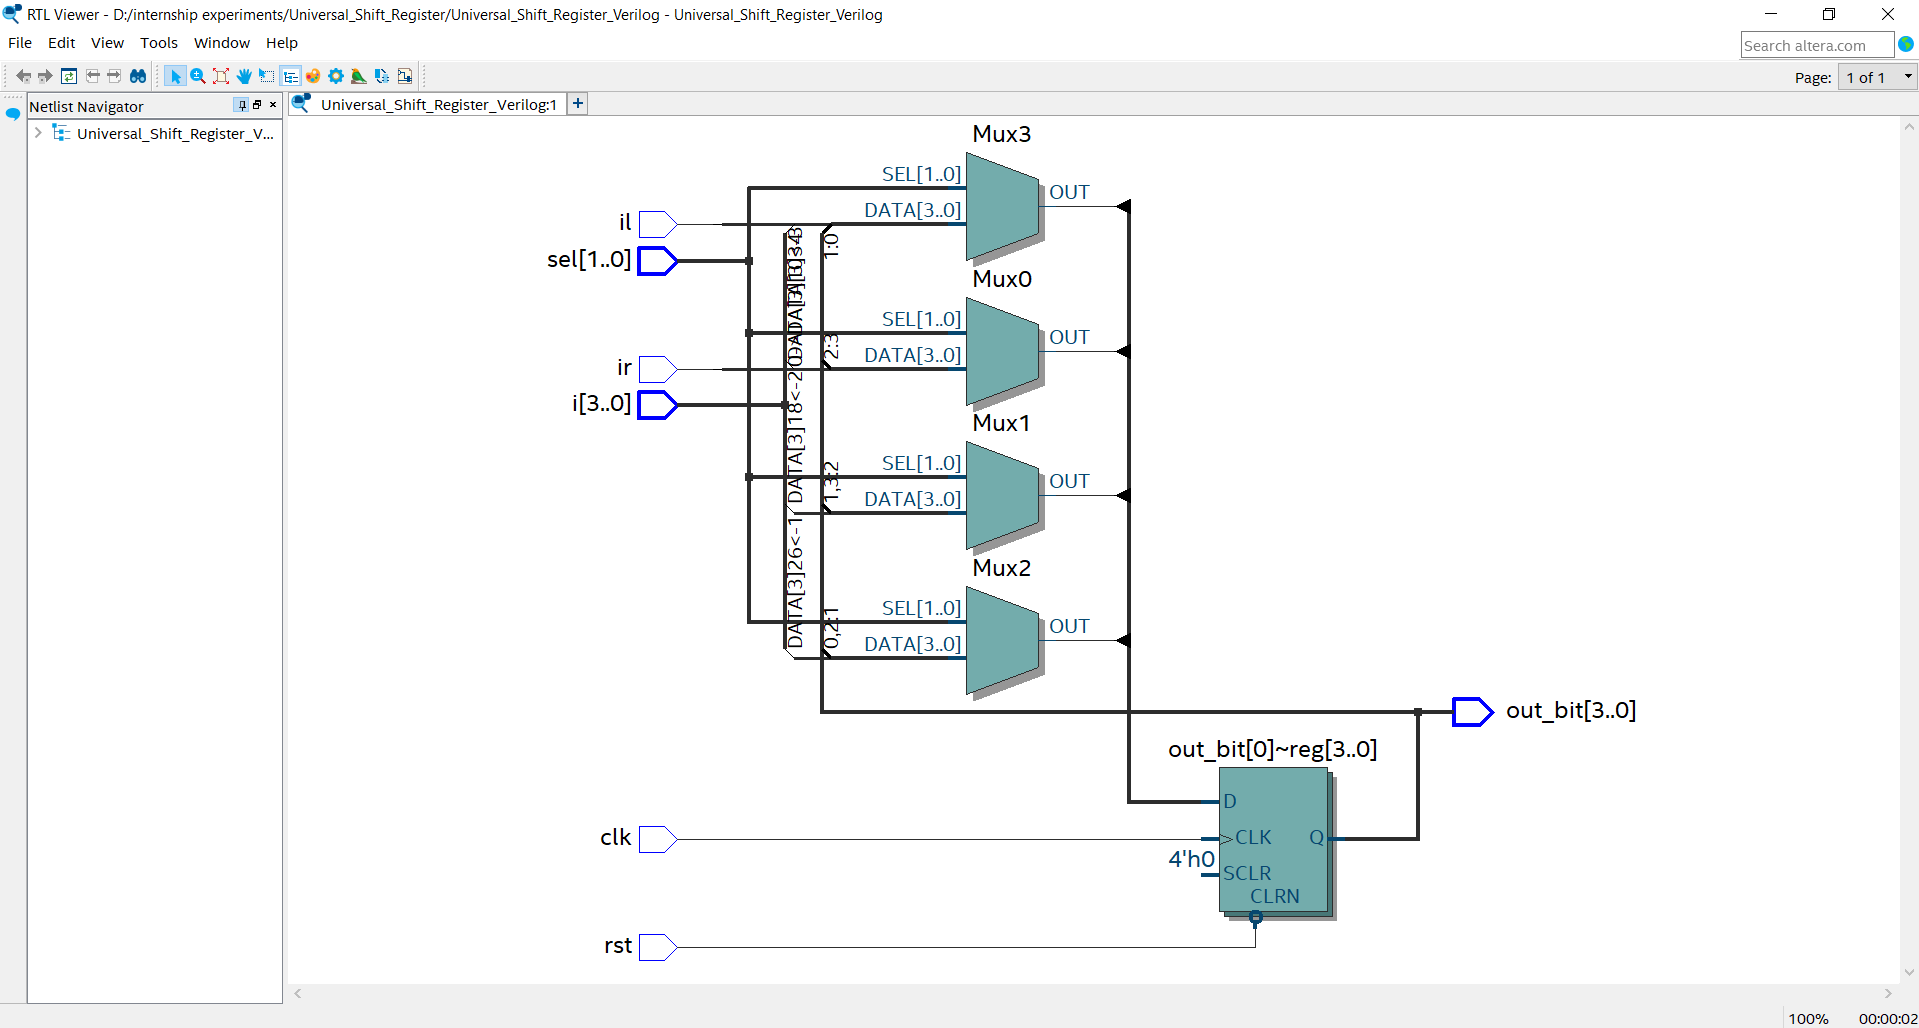 RTL Viewer - D:/internship experiments/Universal_Shift_Register/Universal_Shift_Register_Verilog - Universal_Shift_Register_Verilog
File Edit View Tools Window Help
Search altera.com
Page: 1 of 1
Netlist Navigator
Universal_Shift_Register_Verilog:1
Universal_Shift_Register_V...
Mux3
SEL[1..0]
OUT
DATA[3..0]
il
1:0
sel[1..0]
Mux0
SEL[1..0]
OUT
DATA[3..0]
2:3
ir
i[3..0]
DATA[3]18<-2
Mux1
SEL[1..0]
OUT
DATA[3..0]
1,3:2
DATA[3]26<-1
Mux2
SEL[1..0]
OUT
DATA[3..0]
0,2:1
out_bit[3..0]
out_bit[0]~reg[3..0]
D
clk
CLK
Q
4'h0
SCLR
CLRN
rst
100% 00:00:02